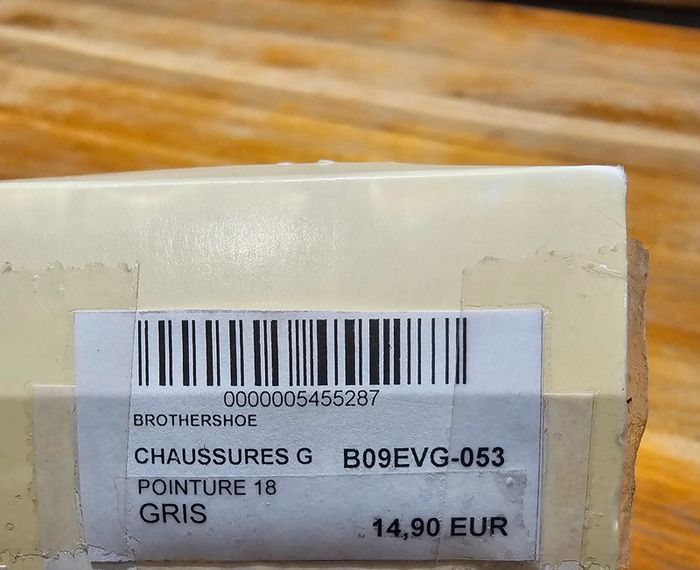 0000005455287
BROTHERSHOE
CHAUSSURES G B09EVG-053
POINTURE 18
GRIS
14,90 EUR